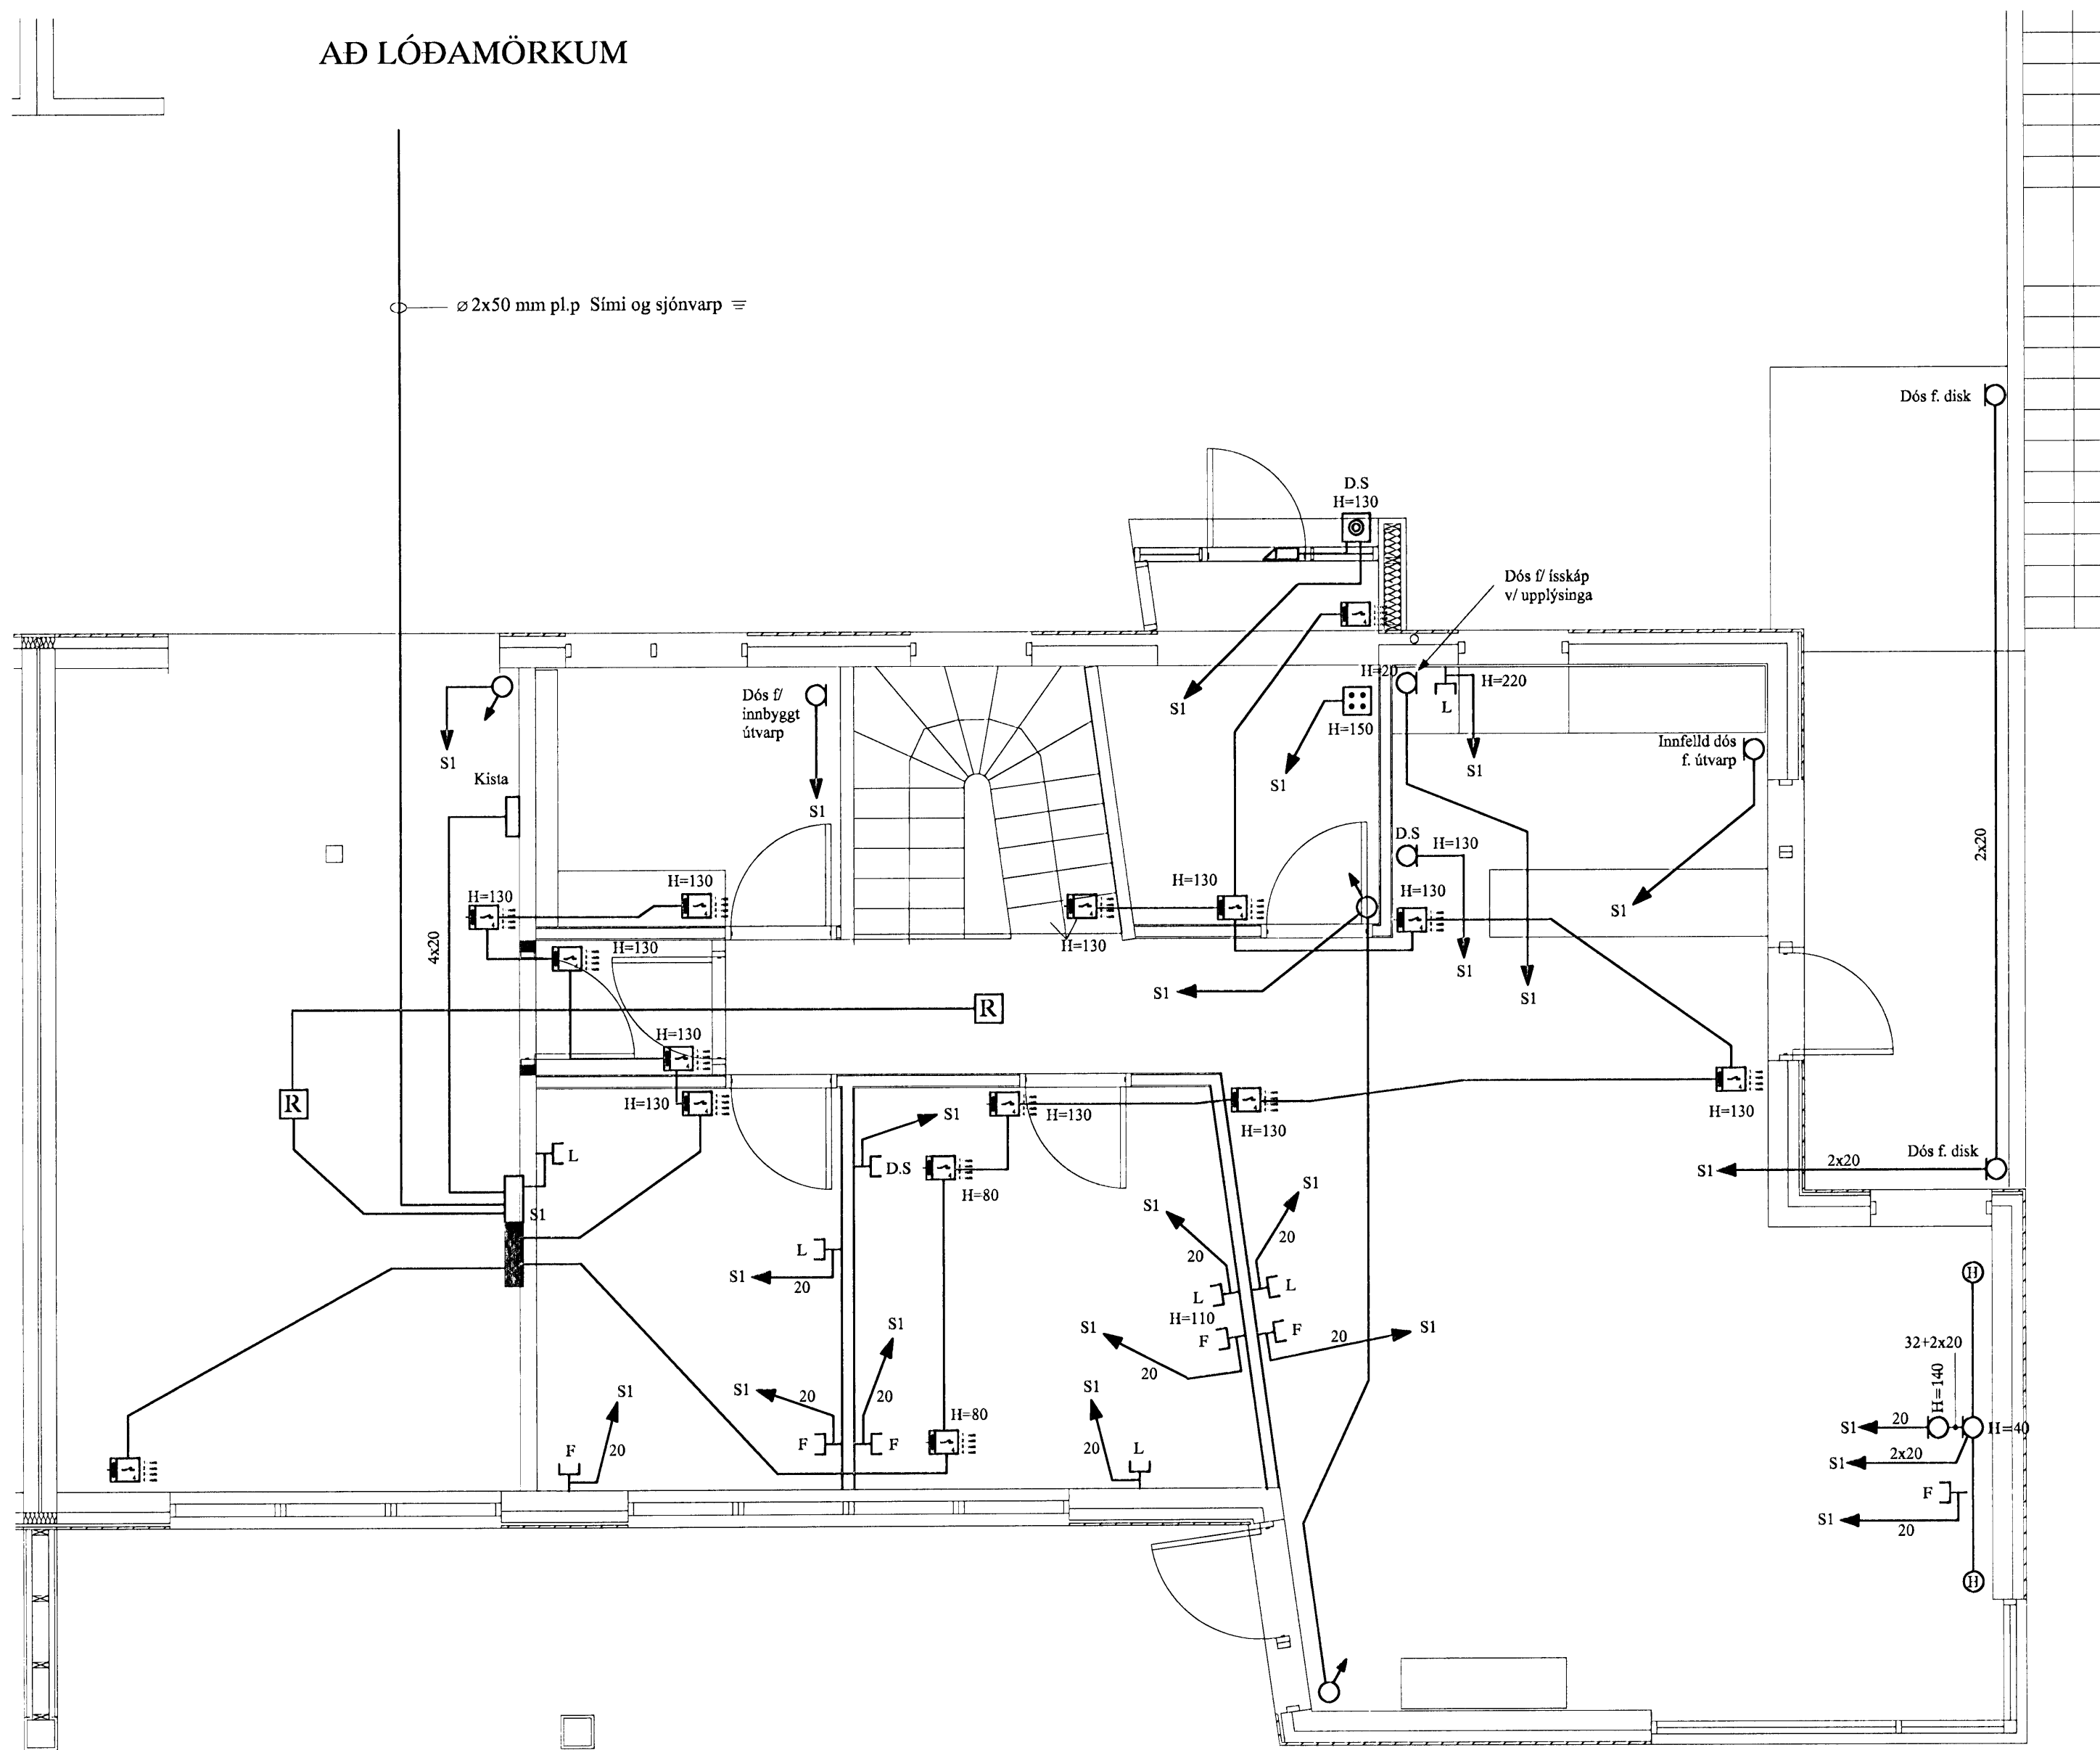 AÐ LÓÐAMÖRKUM
⌀ 2x50 mm pl.p Sími og sjónvarp
Dós f. disk
D.S
H=130
Dós f/ ísskáp
v/ upplýsinga
H=20
H=220
L
S1
Dós f/
innbyggt
útvarp
S1
S1
H=150
S1
S1
Innfelld dós
f. útvarp
S1
Kista
D.S
H=130
2x20
4x20
H=130
H=130
H=130
H=130
S1
H=130
H=130
S1
S1
S1
R
H=130
R
H=130
H=130
H=130
H=130
S1
D.S
L
H=80
S1
2x20
Dós f. disk
S1
S1
S1
20
20
L
S1
20
L
L
H=110
F
F
S1
20
S1
20
S1
S1
20
F
F
20
H=80
S1
20
F
S1
20
L
H
32+2x20
H=140
S1
20
H=40
S1
2x20
F
S1
20
H